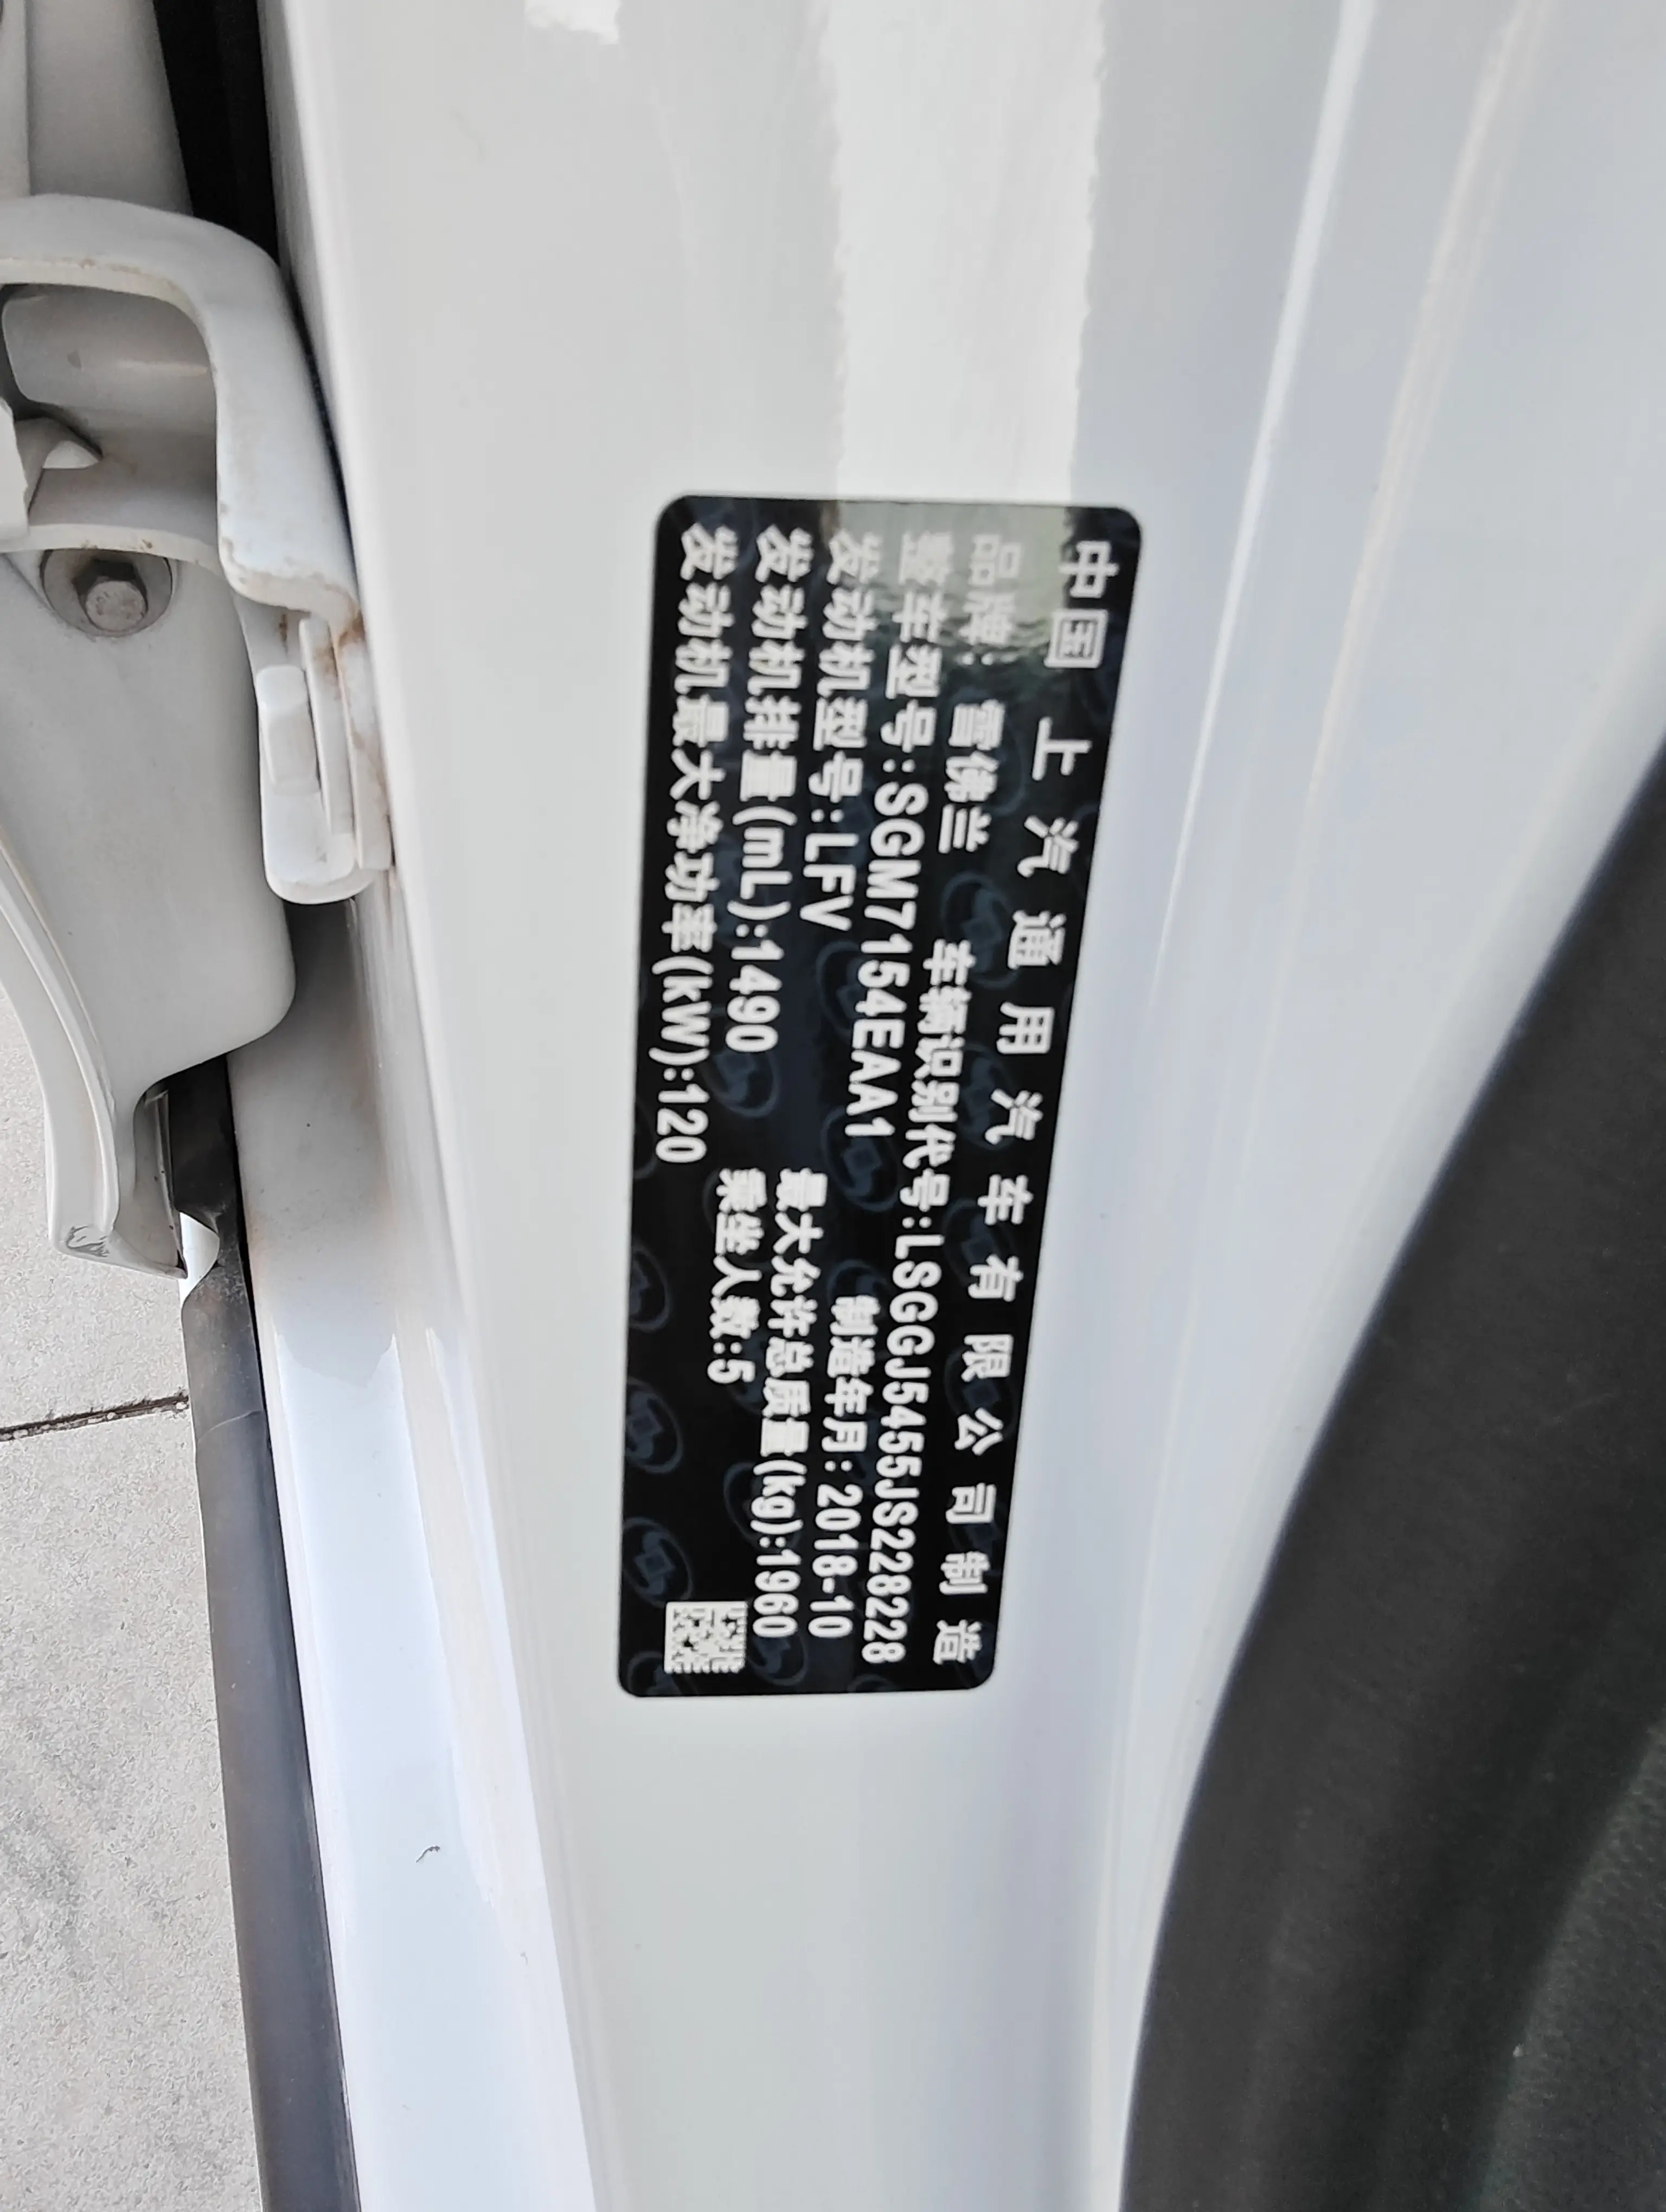 中国 上汽通用汽车有限公司制造
品牌: 雪佛兰 车辆识别代号:LSGGJ5455JS228228
整车型号:SGM7154EAA1 制造年月:2018-10
发动机型号:LFV 最大允许总质量(kg):1960
发动机排量(mL):1490 乘坐人数:5
发动机最大净功率(kW):120